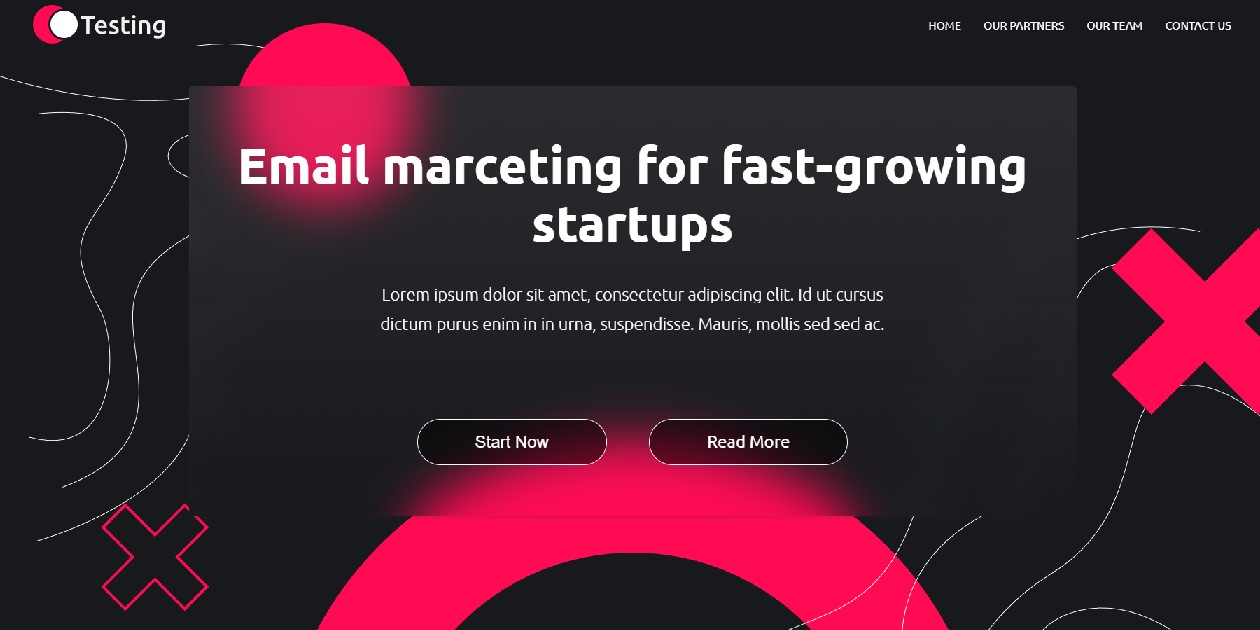 Testing
HOME OUR PARTNERS OUR TEAM CONTACT US
Email marceting for fast-growing
startups
Lorem ipsum dolor sit amet, consectetur adipiscing elit. Id ut cursus
dictum purus enim in in urna, suspendisse. Mauris, mollis sed sed ac.
Start Now Read More